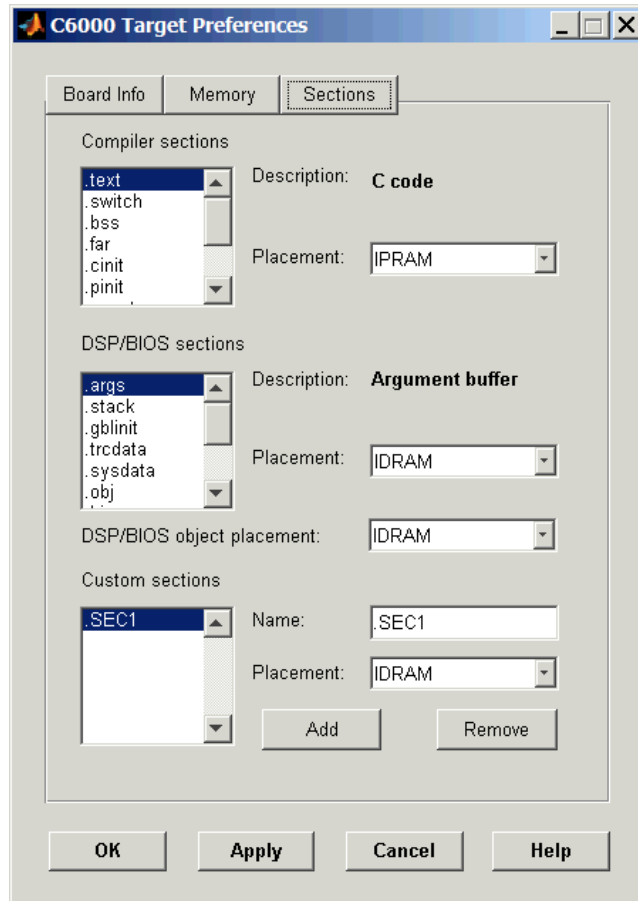 C6000 Target Preferences
Board Info Memory Sections
Compiler sections
.text
.switch
.bss
.far
.cinit
.pinit
Description: C code
Placement: IPRAM
DSP/BIOS sections
.args
.stack
.gblinit
.trcdata
.sysdata
.obj
Description: Argument buffer
Placement: IDRAM
DSP/BIOS object placement: IDRAM
Custom sections
.SEC1
Name: .SEC1
Placement: IDRAM
Add Remove
OK Apply Cancel Help